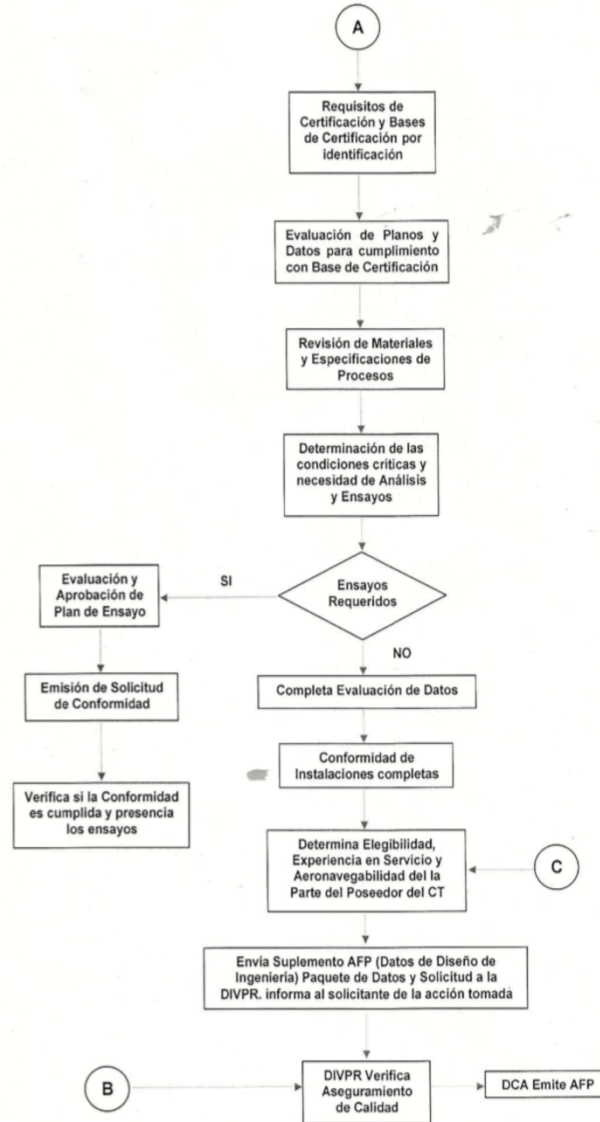 A
Requisitos de
Certificación y Bases
de Certificación por
identificación
Evaluación de Planos y
Datos para cumplimiento
con Base de Certificación
Revisión de Materiales
y Especificaciones de
Procesos
Determinación de las
condiciones críticas y
necesidad de Análisis
y Ensayos
Ensayos
Requeridos
SI
Evaluación y
Aprobación de
Plan de Ensayo
Emisión de Solicitud
de Conformidad
Verifica si la Conformidad
es cumplida y presencia
los ensayos
NO
Completa Evaluación de Datos
Conformidad de
Instalaciones completas
Determina Elegibilidad,
Experiencia en Servicio y
Aeronavegabilidad del la
Parte del Poseedor del CT
C
Envía Suplemento AFP (Datos de Diseño de
Ingeniería) Paquete de Datos y Solicitud a la
DIVPR. informa al solicitante de la acción tomada
B
DIVPR Verifica
Aseguramiento
de Calidad
DCA Emite AFP